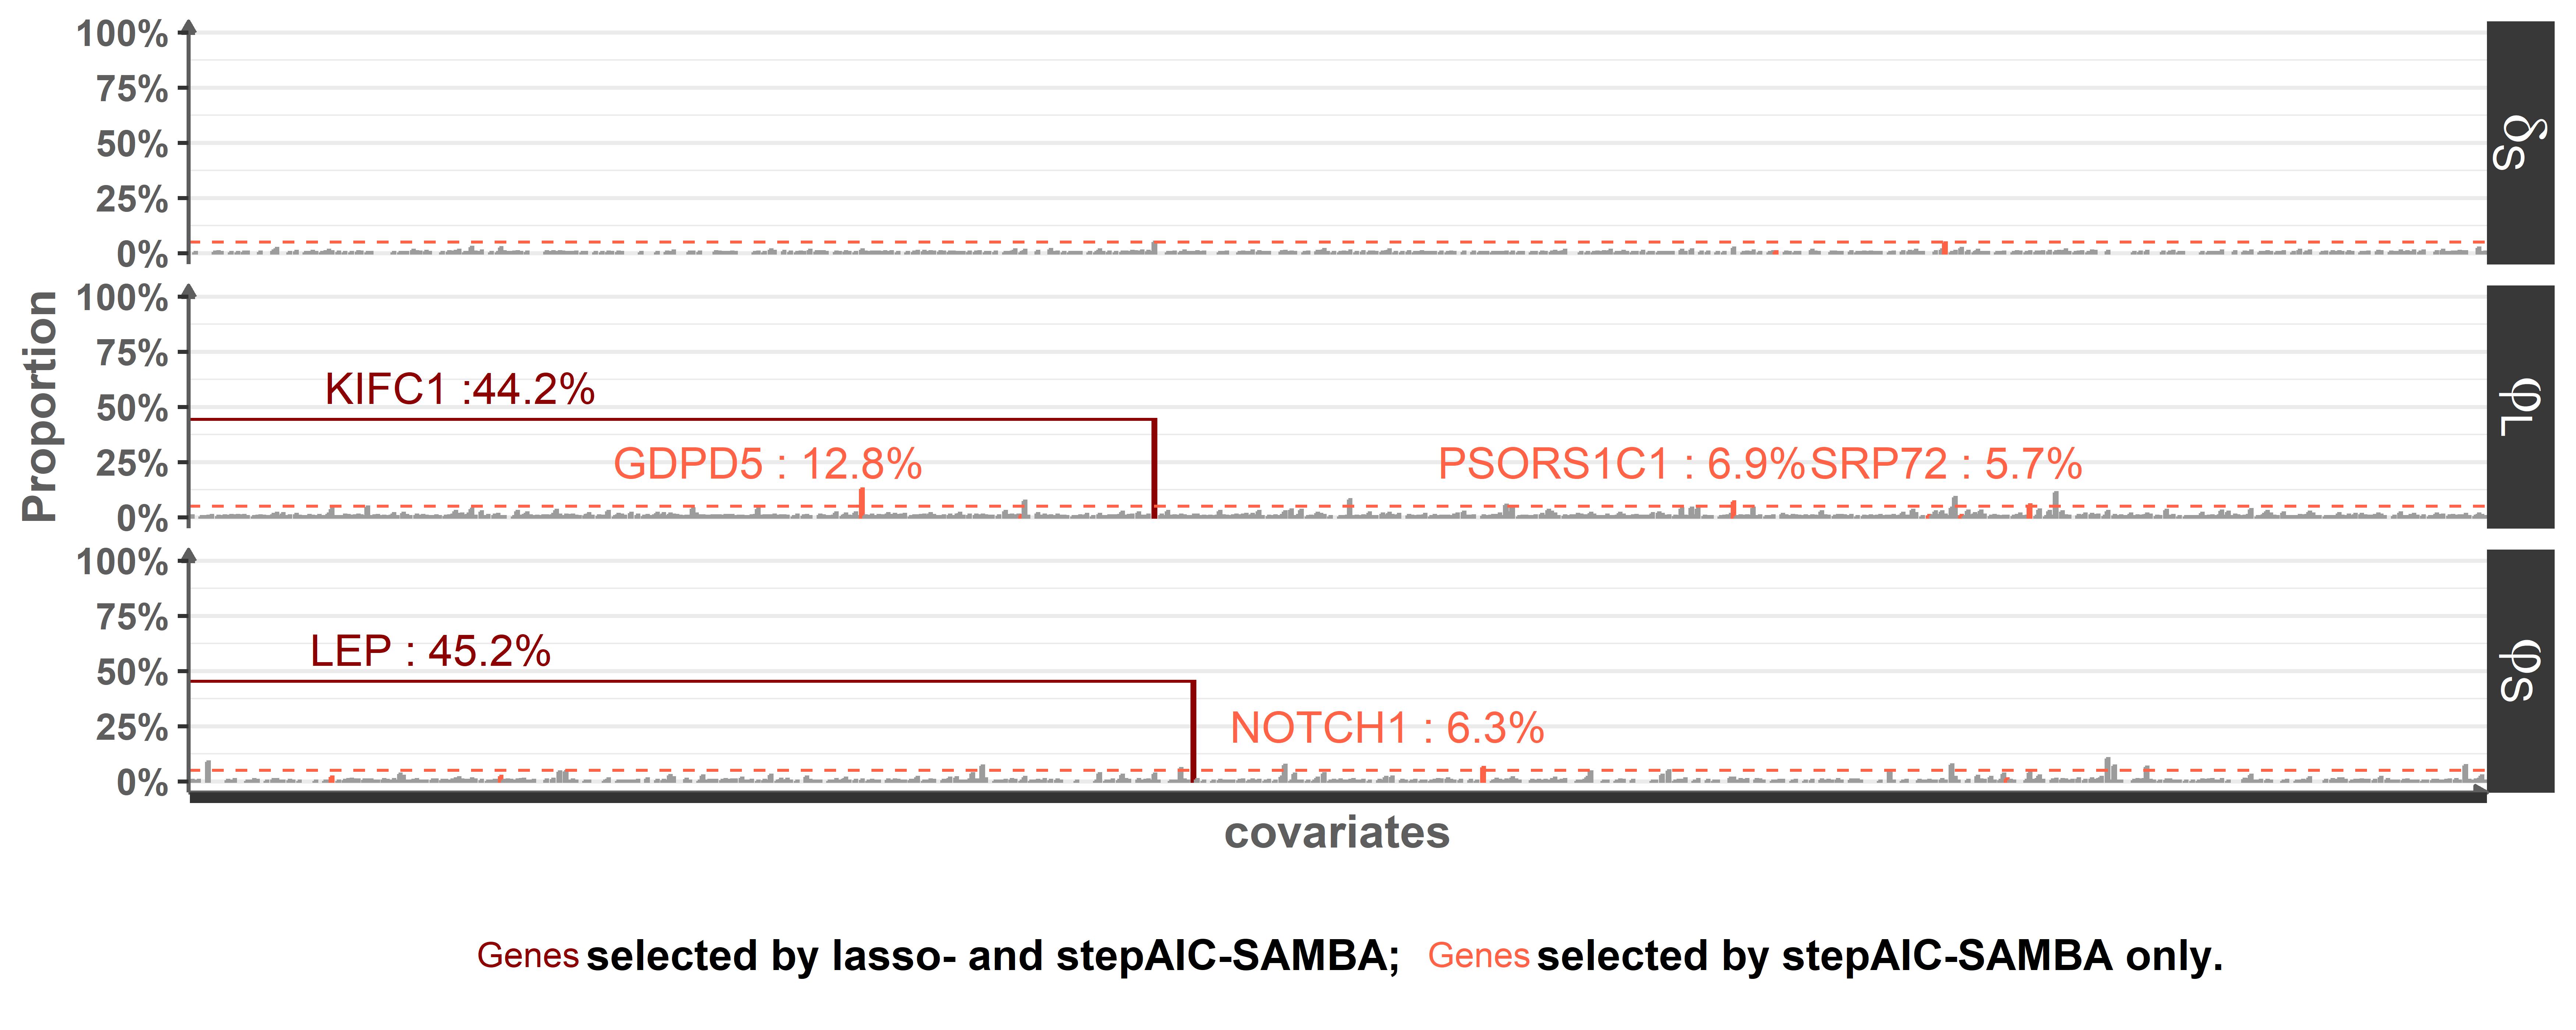 100%
75%
50%
25%
0%
δS
Proportion
100%
75%
50%
25%
0%
KIFC1 :44.2%
GDPD5 : 12.8%
PSORS1C1 : 6.9%
SRP72 : 5.7%
φL
100%
75%
50%
25%
0%
LEP : 45.2%
NOTCH1 : 6.3%
φS
covariates
Genes selected by lasso- and stepAIC-SAMBA; Genes selected by stepAIC-SAMBA only.